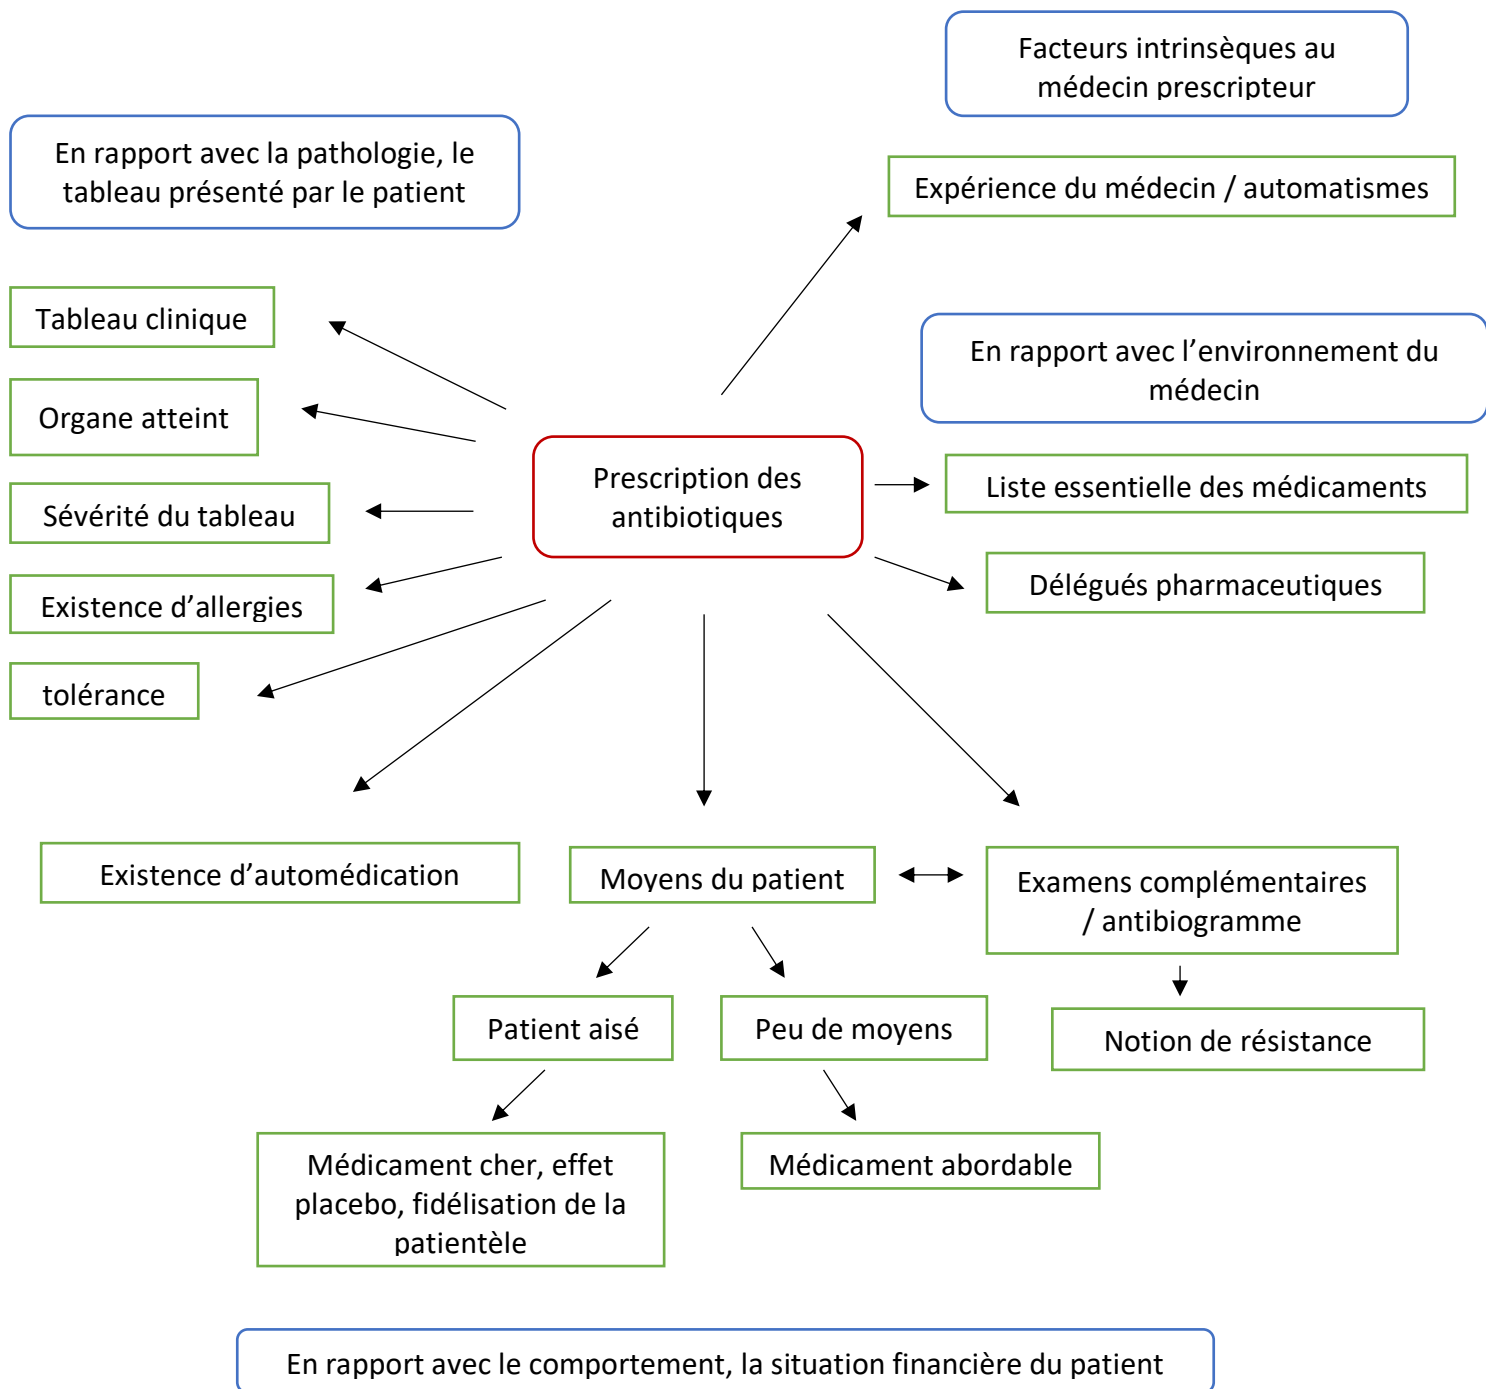 Facteurs intrinsèques au
médecin prescripteur
En rapport avec la pathologie, le
tableau présenté par le patient
Expérience du médecin / automatismes
Tableau clinique
En rapport avec l’environnement du
médecin
Organe atteint
Prescription des
antibiotiques
Liste essentielle des médicaments
Sévérité du tableau
Délégués pharmaceutiques
Existence d’allergies
tolérance
Existence d’automédication
Moyens du patient
Examens complémentaires
/ antibiogramme
Patient aisé
Peu de moyens
Notion de résistance
Médicament cher, effet
placebo, fidélisation de la
patientèle
Médicament abordable
En rapport avec le comportement, la situation financière du patient